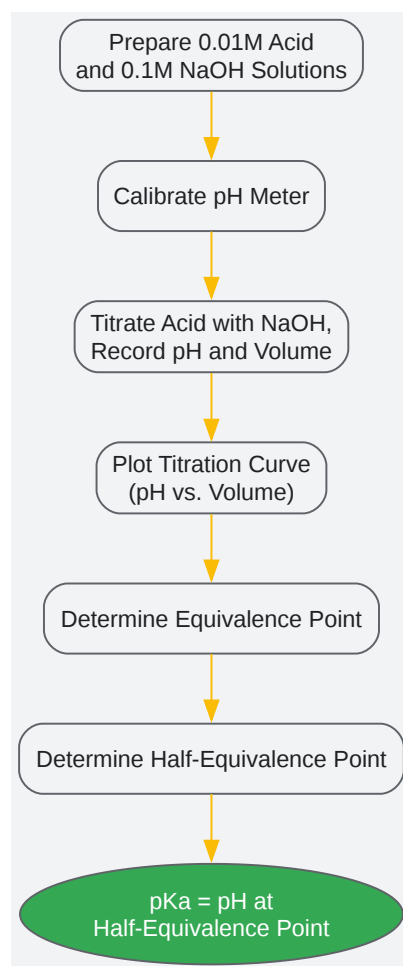 Prepare 0.01M Acid
and 0.1M NaOH Solutions
Calibrate pH Meter
Titrate Acid with NaOH,
Record pH and Volume
Plot Titration Curve
(pH vs. Volume)
Determine Equivalence Point
Determine Half-Equivalence Point
pKa = pH at
Half-Equivalence Point